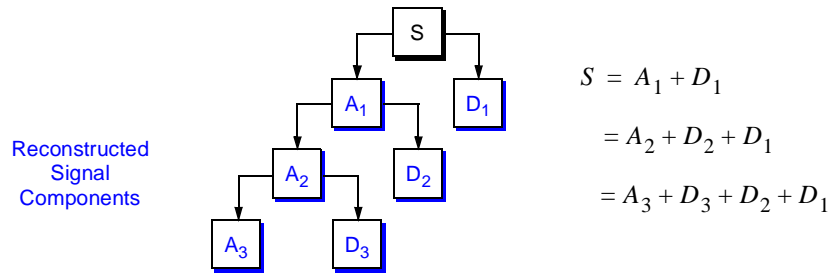 S
A₁
D₁
S = A₁ + D₁
= A₂ + D₂ + D₁
= A₃ + D₃ + D₂ + D₁
Reconstructed
Signal
Components
A₂
D₂
A₃
D₃